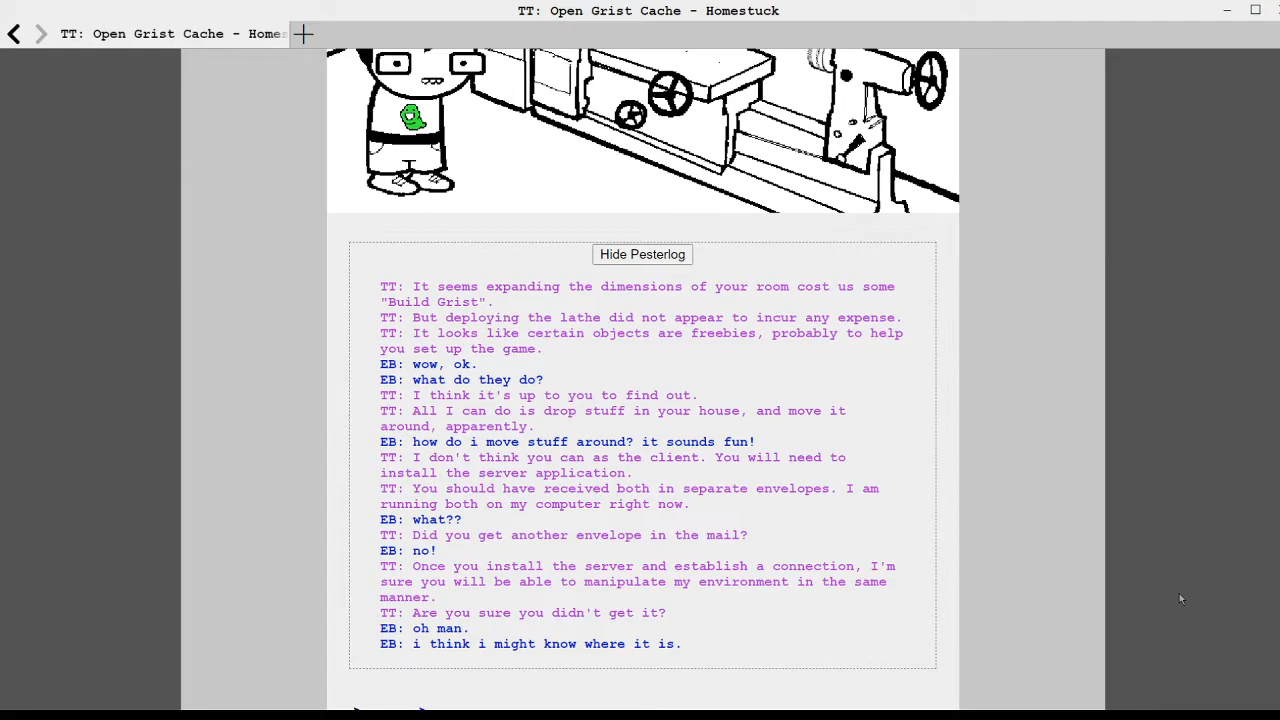 TT: Open Grist Cache - Homestuck
TT: Open Grist Cache - Homes
Hide Pesterlog
TT: It seems expanding the dimensions of your room cost us some
"Build Grist".
TT: But deploying the lathe did not appear to incur any expense.
TT: It looks like certain objects are freebies, probably to help
you set up the game.
EB: wow, ok.
EB: what do they do?
TT: I think it's up to you to find out.
TT: All I can do is drop stuff in your house, and move it
around, apparently.
EB: how do i move stuff around? it sounds fun!
TT: I don't think you can as the client. You will need to
install the server application.
TT: You should have received both in separate envelopes. I am
running both on my computer right now.
EB: what??
TT: Did you get another envelope in the mail?
EB: no!
TT: Once you install the server and establish a connection, I'm
sure you will be able to manipulate my environment in the same
manner.
TT: Are you sure you didn't get it?
EB: oh man.
EB: i think i might know where it is.